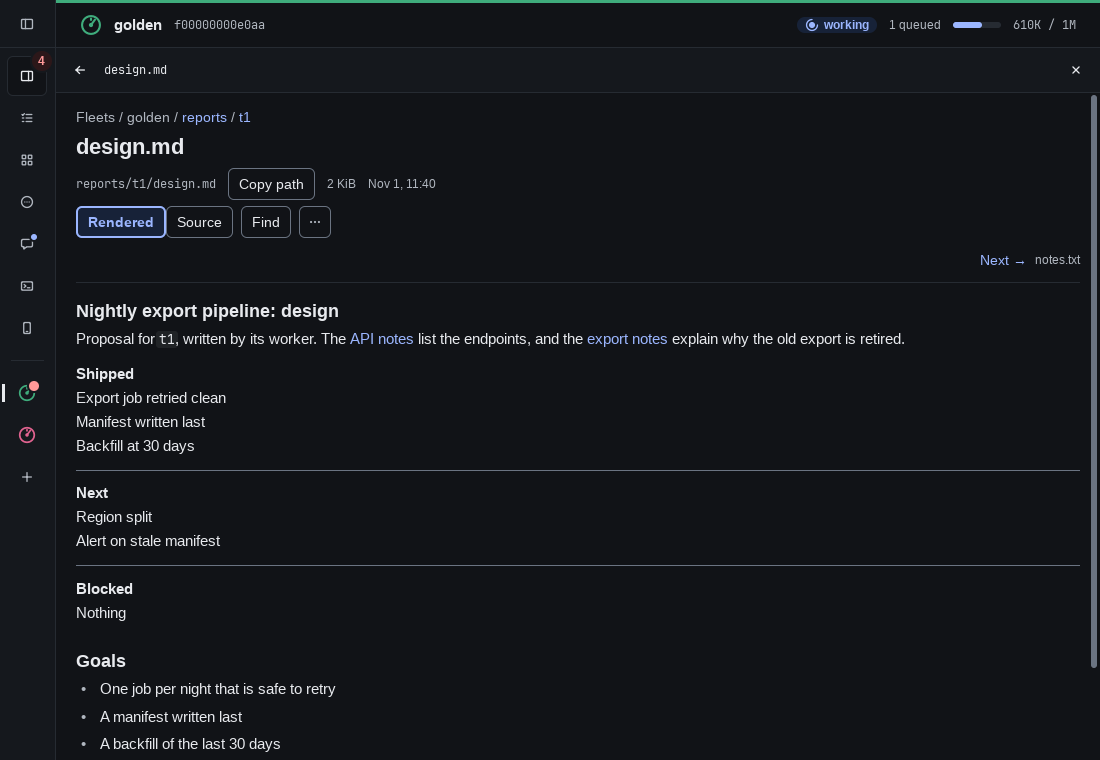 golden f00000000e0aa working 1 queued 610K / 1M
4
design.md
Fleets / golden / reports / t1
design.md
reports/t1/design.md Copy path 2 KiB Nov 1, 11:40
Rendered Source Find ···
Next → notes.txt
Nightly export pipeline: design
Proposal for t1, written by its worker. The API notes list the endpoints, and the export notes explain why the old export is retired.
Shipped
Export job retried clean
Manifest written last
Backfill at 30 days
Next
Region split
Alert on stale manifest
Blocked
Nothing
Goals
• One job per night that is safe to retry
• A manifest written last
• A backfill of the last 30 days